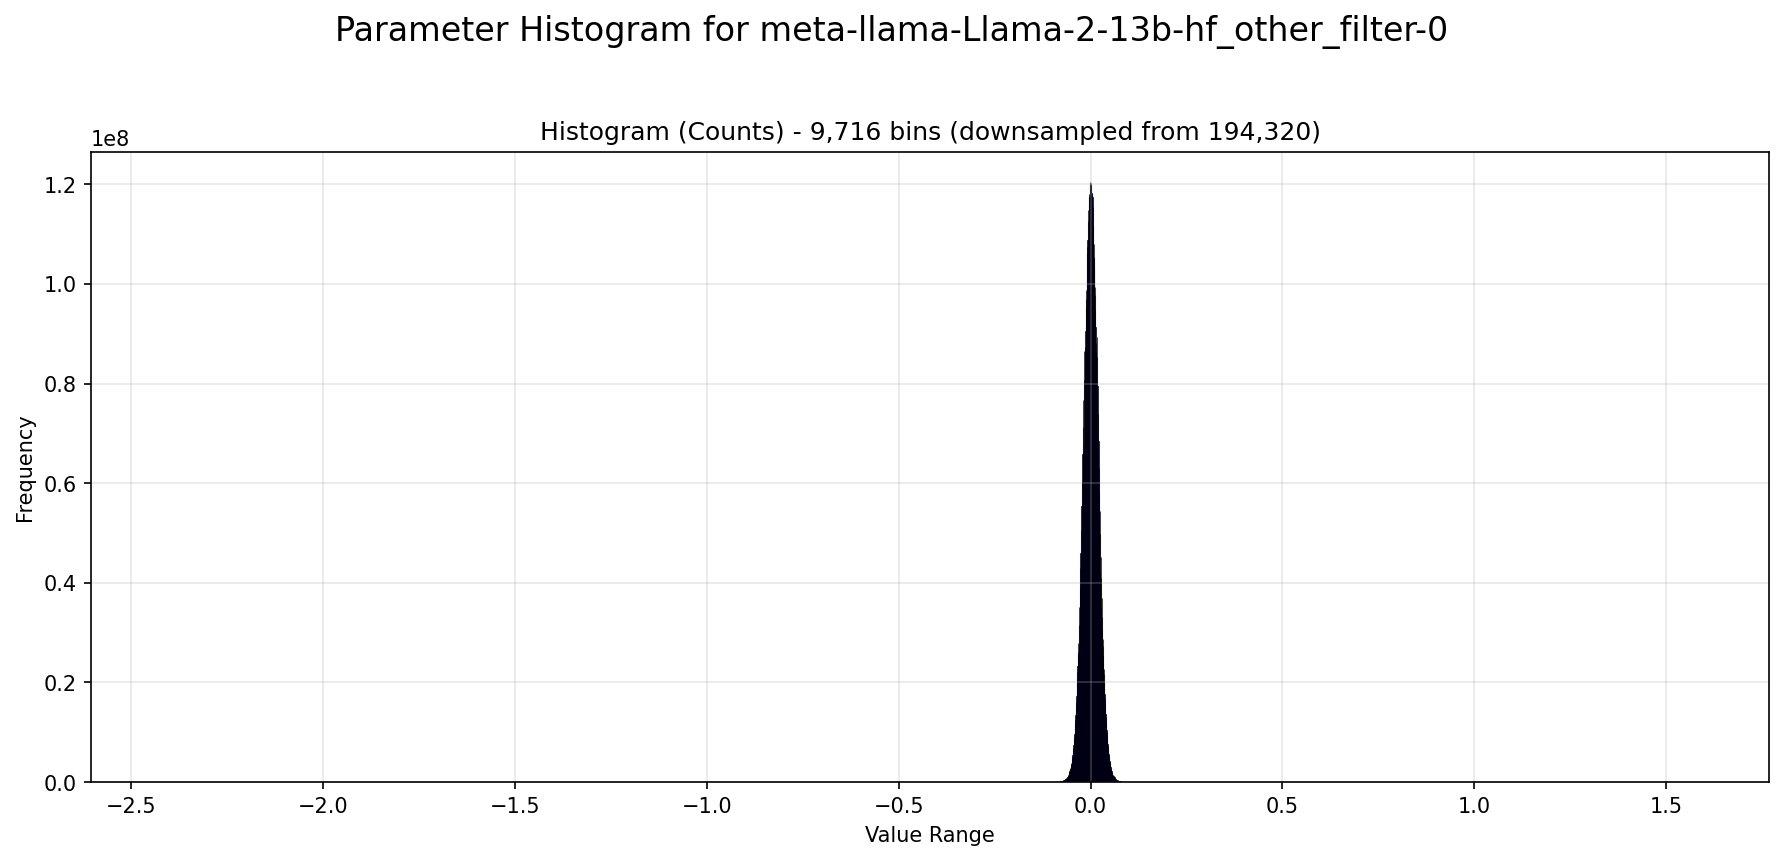 Parameter Histogram for meta-llama-Llama-2-13b-hf_other_filter-0
Histogram (Counts) - 9,716 bins (downsampled from 194,320)
1e8
1.2
1.0
0.8
0.6
0.4
0.2
0.0
Frequency
−2.5 −2.0 −1.5 −1.0 −0.5 0.0 0.5 1.0 1.5
Value Range